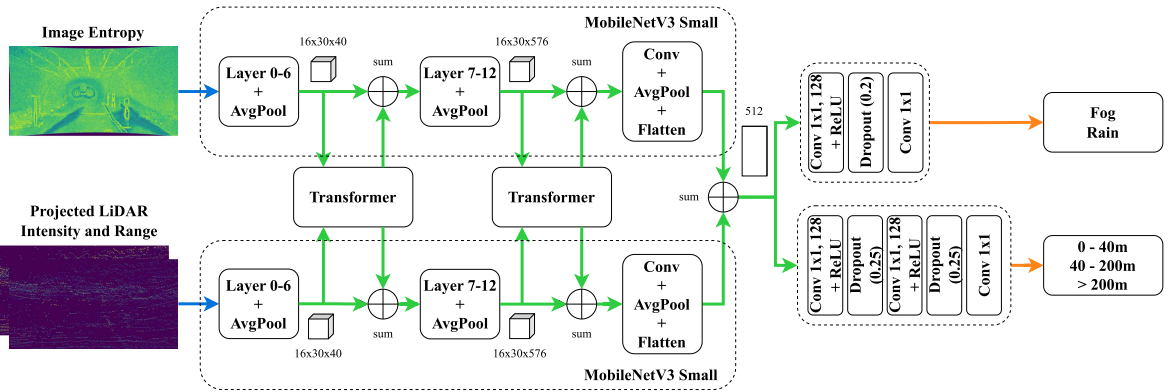 Image Entropy
MobileNetV3 Small
Layer 0-6
+
AvgPool
16x30x40
sum
Layer 7-12
+
AvgPool
16x30x576
sum
Conv
+
AvgPool
+
Flatten
Transformer
Transformer
Projected LiDAR
Intensity and Range
Layer 0-6
+
AvgPool
16x30x40
sum
Layer 7-12
+
AvgPool
16x30x576
sum
Conv
+
AvgPool
+
Flatten
MobileNetV3 Small
sum
512
Conv 1x1, 128
+ ReLU
Dropout (0.2)
Conv 1x1
Fog
Rain
Conv 1x1, 128
+ ReLU
Dropout
(0.25)
Conv 1x1, 128
+ ReLU
Dropout
(0.25)
Conv 1x1
0 - 40m
40 - 200m
> 200m